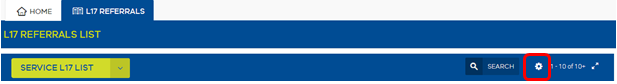 HOME L17 REFERRALS
L17 REFERRALS LIST
SERVICE L17 LIST SEARCH 1 - 10 of 10+